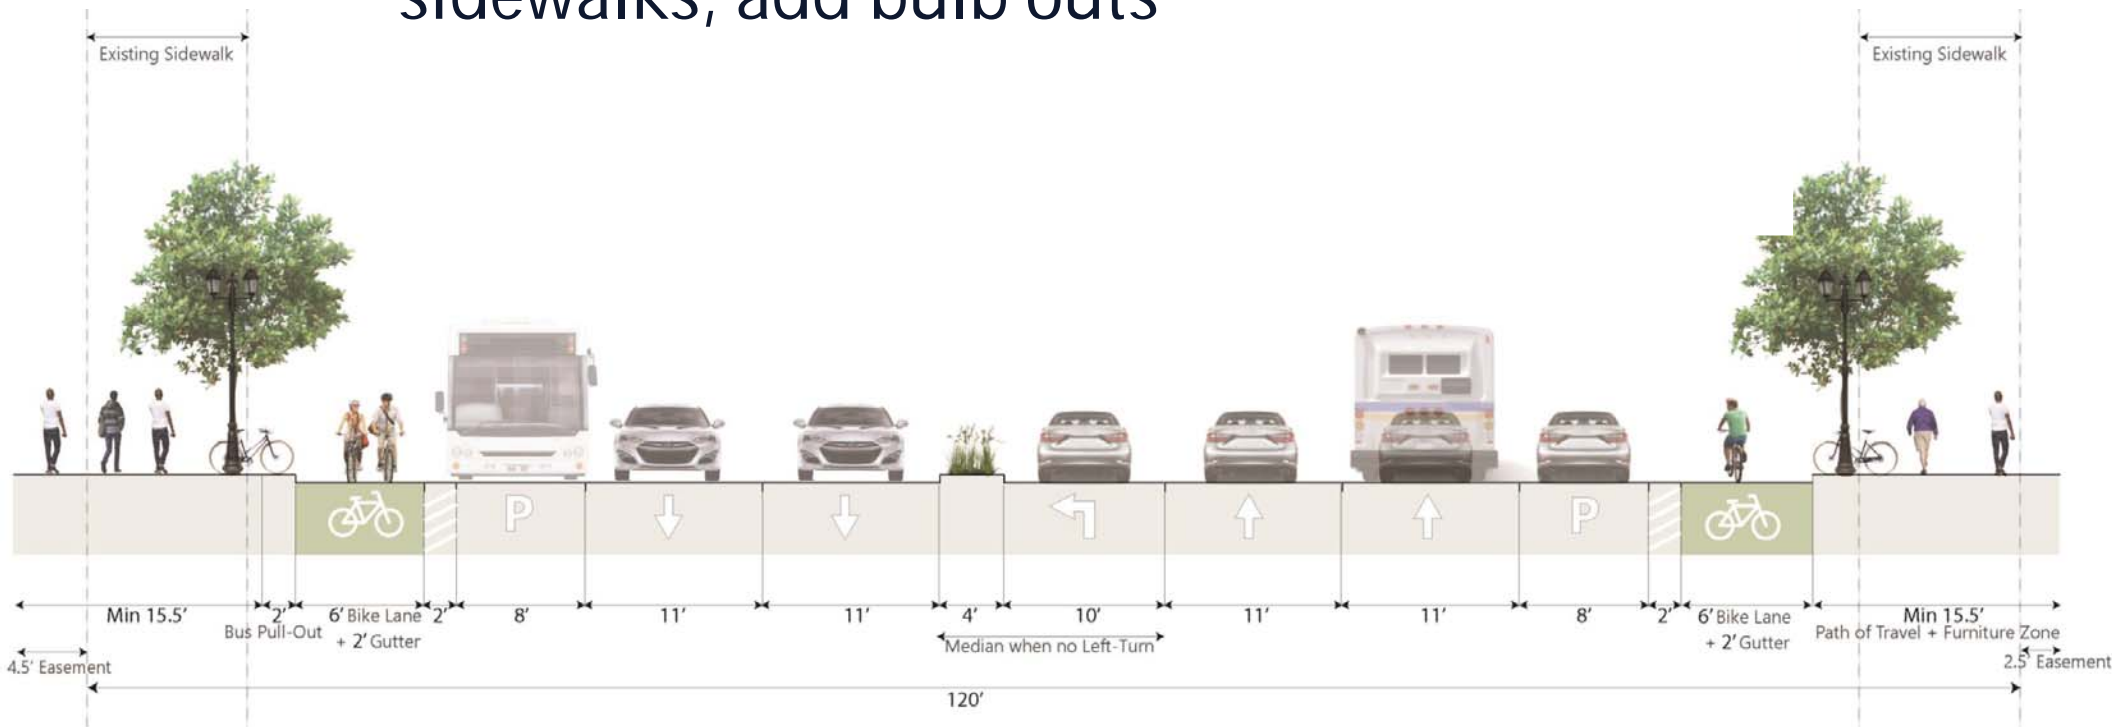 sidewalks, add bulb outs
Existing Sidewalk
Existing Sidewalk
P
P
Min 15.5′
2′
6′ Bike Lane
2′
8′
11′
11′
4′
10′
11′
11′
8′
2′
6′ Bike Lane
Min 15.5′
Bus Pull-Out
+ 2′ Gutter
Median when no Left-Turn
+ 2′ Gutter
Path of Travel + Furniture Zone
4.5′ Easement
2.5′ Easement
120′